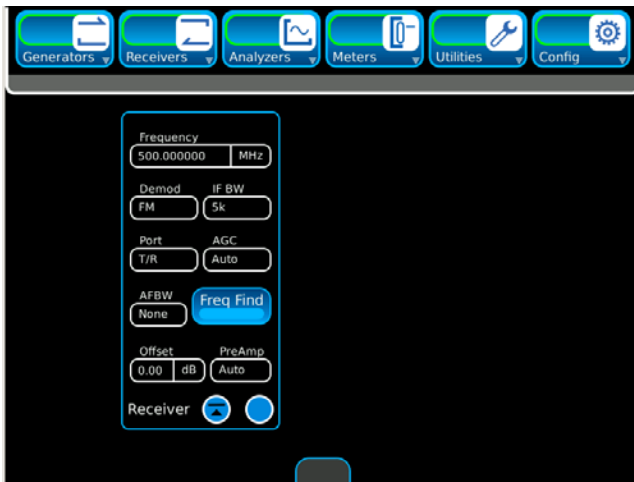 Generators Receivers Analyzers Meters Utilities Config
Frequency
500.000000 MHz
Demod IF BW
FM 5k
Port AGC
T/R Auto
AFBW Freq Find
None
Offset PreAmp
0.00 dB Auto
Receiver